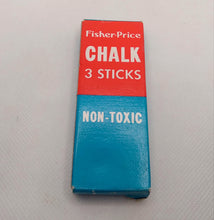 Fisher-Price
CHALK
3 STICKS
NON-TOXIC